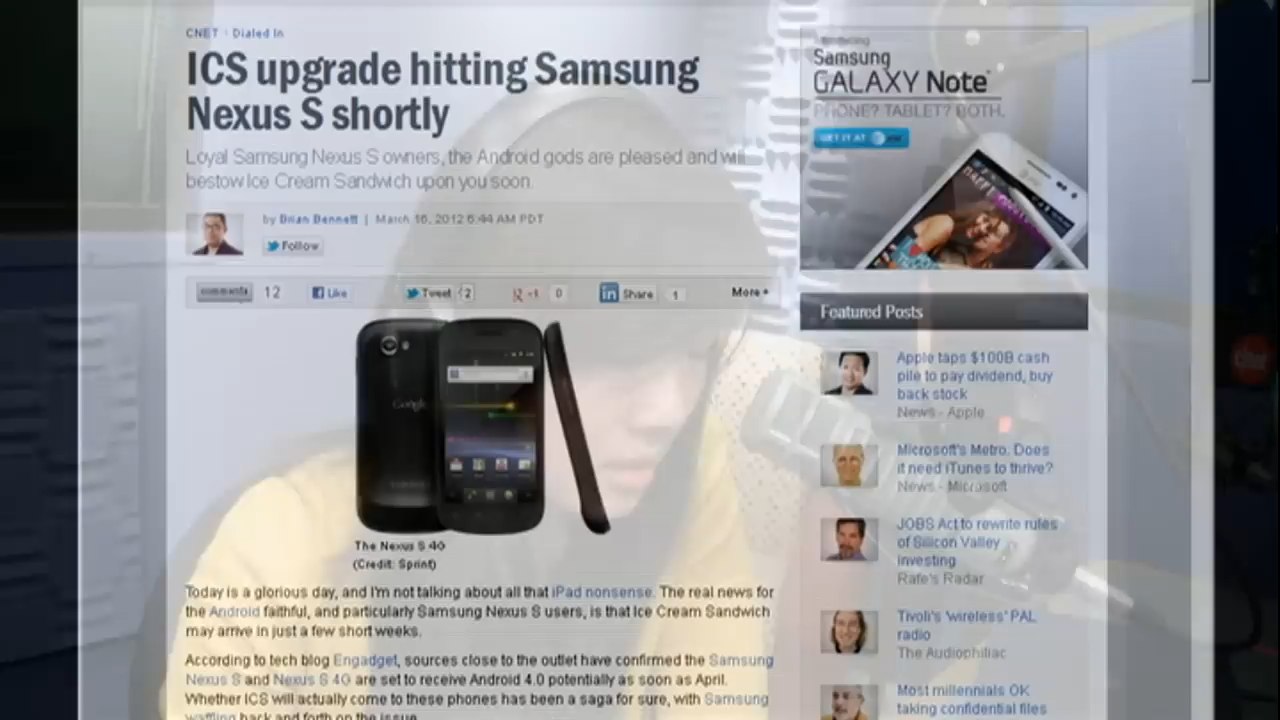 CNET › Dialed In
ICS upgrade hitting Samsung
Nexus S shortly
Loyal Samsung Nexus S owners, the Android gods are pleased and will
bestow Ice Cream Sandwich upon you soon.
by Brian Bennett | March 16, 2012 6:44 AM PDT
Follow
comments 12 Like Tweet 2 +1 0 in Share 1 More +
Google
The Nexus S 4G
(Credit: Sprint)
Today is a glorious day, and I'm not talking about all that iPad nonsense. The real news for
the Android faithful, and particularly Samsung Nexus S users, is that Ice Cream Sandwich
may arrive in just a few short weeks.
According to tech blog Engadget, sources close to the outlet have confirmed the Samsung
Nexus S and Nexus S 4G are set to receive Android 4.0 potentially as soon as April.
Whether ICS will actually come to these phones has been a saga for sure, with Samsung
waffling back and forth on the issue.
Samsung
GALAXY Note
PHONE? TABLET? BOTH.
GET IT AT
Featured Posts
Apple taps $100B cash
pile to pay dividend, buy
back stock
News - Apple
Microsoft's Metro. Does
it need iTunes to thrive?
News - Microsoft
JOBS Act to rewrite rules
of Silicon Valley
investing
Rafe's Radar
Tivoli's 'wireless' PAL
radio
The Audiophiliac
Most millennials OK
taking confidential files